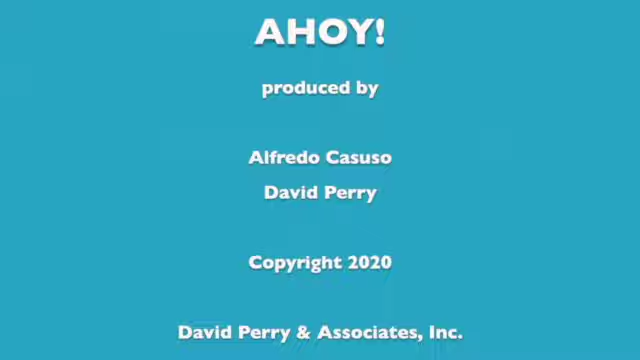 AHOY!
produced by
Alfredo Casuso
David Perry
Copyright 2020
David Perry & Associates, Inc.